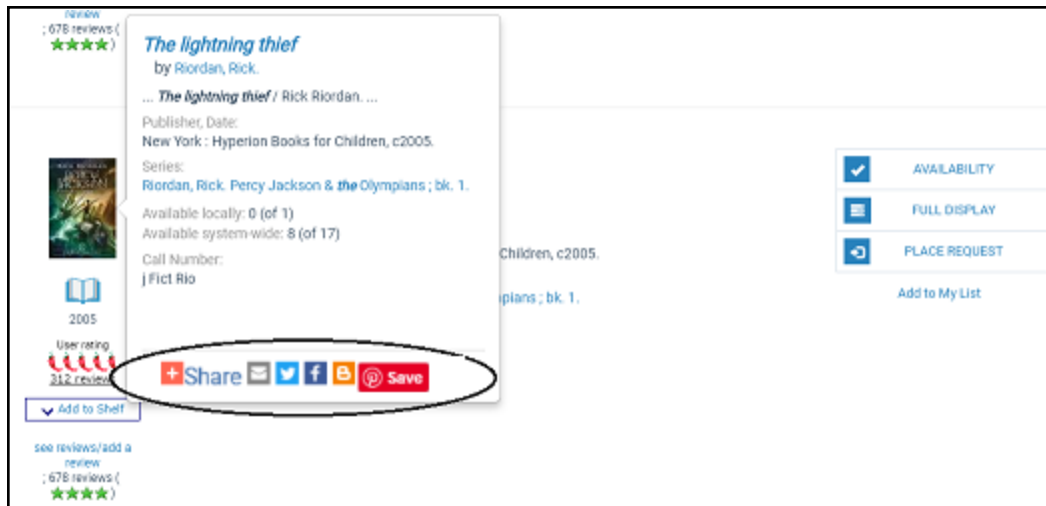 review
; 678 reviews (
★★★★)
The lightning thief
by Riordan, Rick.
... The lightning thief / Rick Riordan. ...
Publisher, Date:
New York : Hyperion Books for Children, c2005.
Series:
Riordan, Rick. Percy Jackson & the Olympians ; bk. 1.
Available locally: 0 (of 1)
Available system-wide: 8 (of 17)
Call Number:
j Fict Rio
Share
Save
JACKSON
2005
User rating
312 review
Add to Shelf
see reviews/add a
review
; 678 reviews (
★★★★)
Children, c2005.
pians ; bk. 1.
AVAILABILITY
FULL DISPLAY
PLACE REQUEST
Add to My List